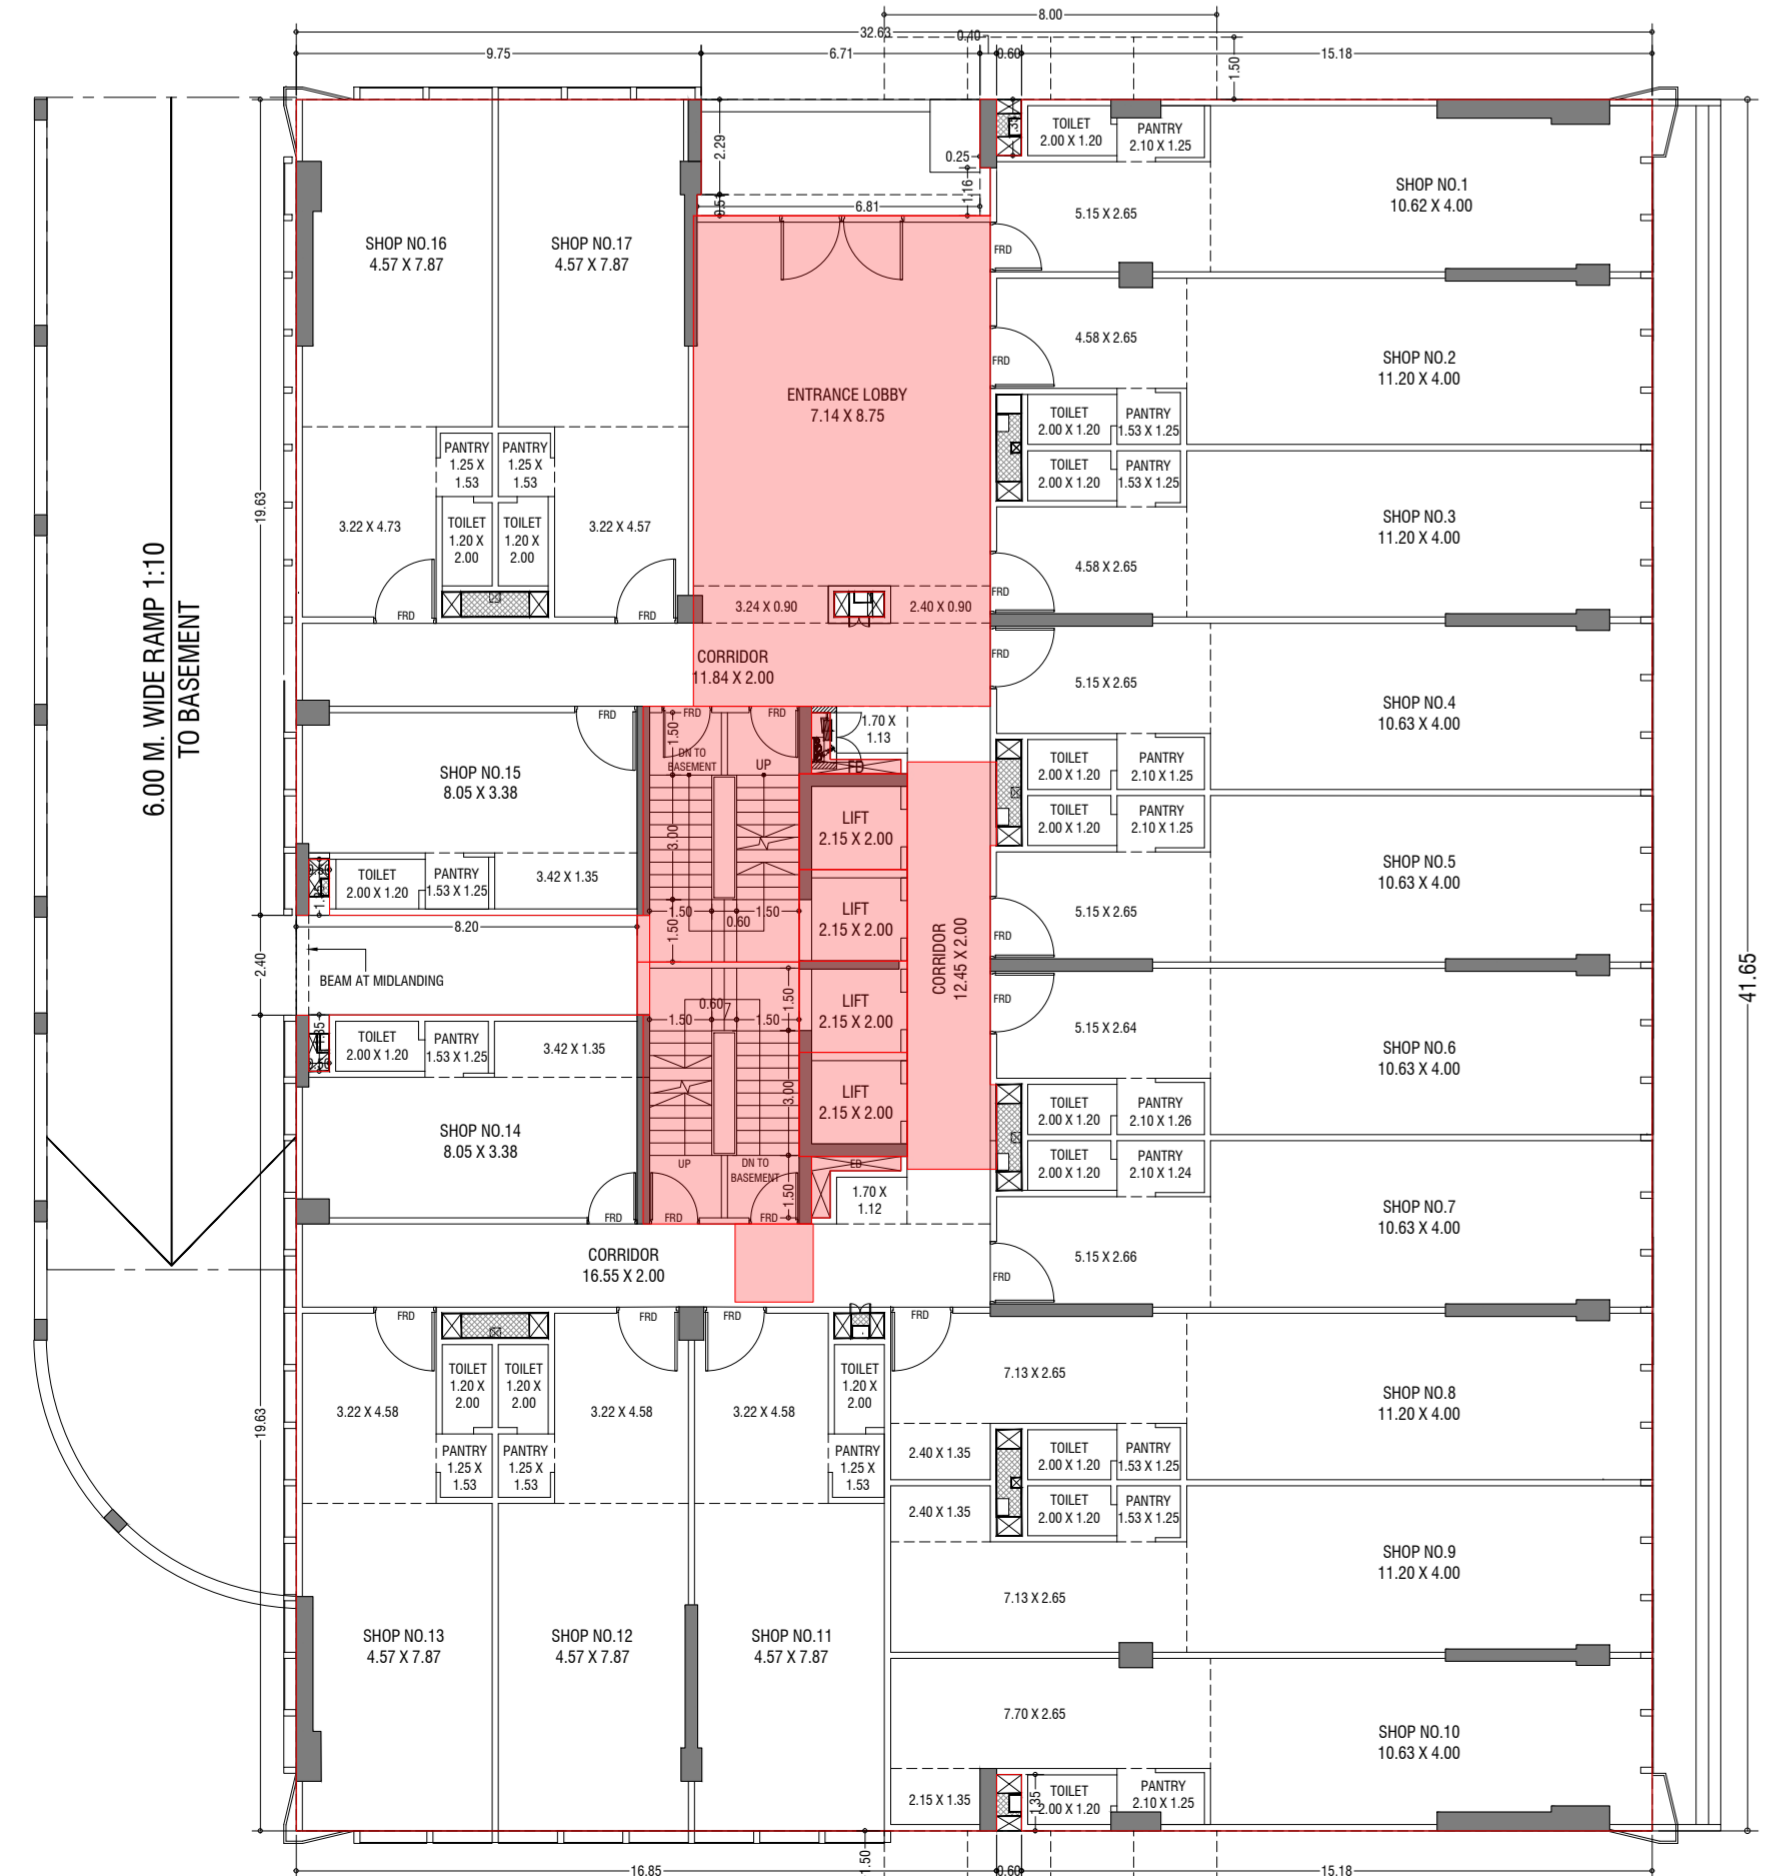 8.00
32.63
0.40
9.75
6.71
0.60
15.18
1.50
TOILET
2.00 X 1.20
PANTRY
2.10 X 1.25
2.29
0.25
1.16
0.51
6.81
SHOP NO.1
10.62 X 4.00
5.15 X 2.65
FRD
SHOP NO.16
4.57 X 7.87
SHOP NO.17
4.57 X 7.87
4.58 X 2.65
FRD
SHOP NO.2
11.20 X 4.00
ENTRANCE LOBBY
7.14 X 8.75
TOILET
2.00 X 1.20
PANTRY
1.53 X 1.25
PANTRY
1.25 X
1.53
PANTRY
1.25 X
1.53
TOILET
2.00 X 1.20
PANTRY
1.53 X 1.25
19.63
3.22 X 4.73
TOILET
1.20 X
2.00
TOILET
1.20 X
2.00
3.22 X 4.57
SHOP NO.3
11.20 X 4.00
4.58 X 2.65
FRD
FRD
FRD
3.24 X 0.90
2.40 X 0.90
6.00 M. WIDE RAMP 1:10
TO BASEMENT
CORRIDOR
11.84 X 2.00
FRD
5.15 X 2.65
SHOP NO.4
10.63 X 4.00
FRD
FRD
FRD
1.50
DN TO
BASEMENT
UP
1.70 X
1.13
FD
SHOP NO.15
8.05 X 3.38
TOILET
2.00 X 1.20
PANTRY
2.10 X 1.25
LIFT
2.15 X 2.00
3.00
TOILET
2.00 X 1.20
PANTRY
2.10 X 1.25
TOILET
2.00 X 1.20
PANTRY
1.53 X 1.25
3.42 X 1.35
SHOP NO.5
10.63 X 4.00
LIFT
2.15 X 2.00
1.50
1.50
0.60
1.50
5.15 X 2.65
FRD
8.20
CORRIDOR
12.45 X 2.00
2.40
BEAM AT MIDLANDING
41.65
0.60
1.50
1.50
1.50
LIFT
2.15 X 2.00
FRD
5.15 X 2.64
TOILET
2.00 X 1.20
PANTRY
1.53 X 1.25
3.42 X 1.35
SHOP NO.6
10.63 X 4.00
3.00
LIFT
2.15 X 2.00
TOILET
2.00 X 1.20
PANTRY
2.10 X 1.26
SHOP NO.14
8.05 X 3.38
TOILET
2.00 X 1.20
PANTRY
2.10 X 1.24
UP
DN TO
BASEMENT
ED
1.50
1.70 X
1.12
SHOP NO.7
10.63 X 4.00
FRD
FRD
FRD
CORRIDOR
16.55 X 2.00
5.15 X 2.66
FRD
FRD
FRD
FRD
FRD
19.63
TOILET
1.20 X
2.00
TOILET
1.20 X
2.00
TOILET
1.20 X
2.00
7.13 X 2.65
SHOP NO.8
11.20 X 4.00
3.22 X 4.58
3.22 X 4.58
3.22 X 4.58
PANTRY
1.25 X
1.53
PANTRY
1.25 X
1.53
PANTRY
1.25 X
1.53
2.40 X 1.35
TOILET
2.00 X 1.20
PANTRY
1.53 X 1.25
2.40 X 1.35
TOILET
2.00 X 1.20
PANTRY
1.53 X 1.25
SHOP NO.9
11.20 X 4.00
7.13 X 2.65
SHOP NO.13
4.57 X 7.87
SHOP NO.12
4.57 X 7.87
SHOP NO.11
4.57 X 7.87
7.70 X 2.65
SHOP NO.10
10.63 X 4.00
2.15 X 1.35
1.35
TOILET
2.00 X 1.20
PANTRY
2.10 X 1.25
1.50
16.85
0.60
15.18